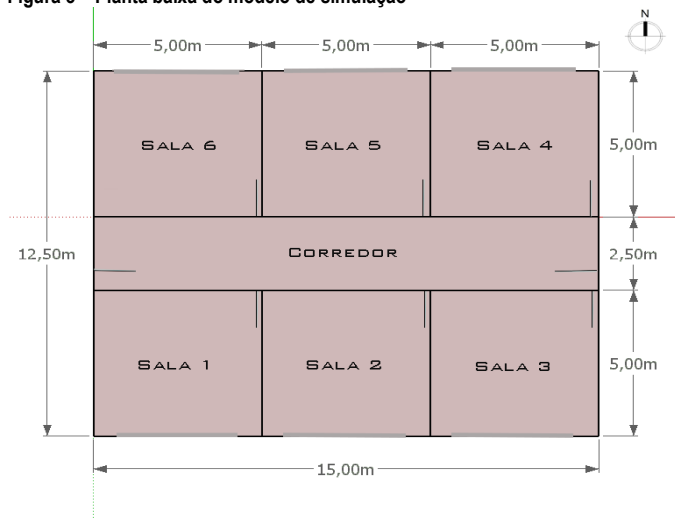 Figura 3 – Planta baixa do modelo de simulação
N
5,00m 5,00m 5,00m
SALA 6 SALA 5 SALA 4 5,00m
12,50m CORREDOR 2,50m
SALA 1 SALA 2 SALA 3 5,00m
15,00m